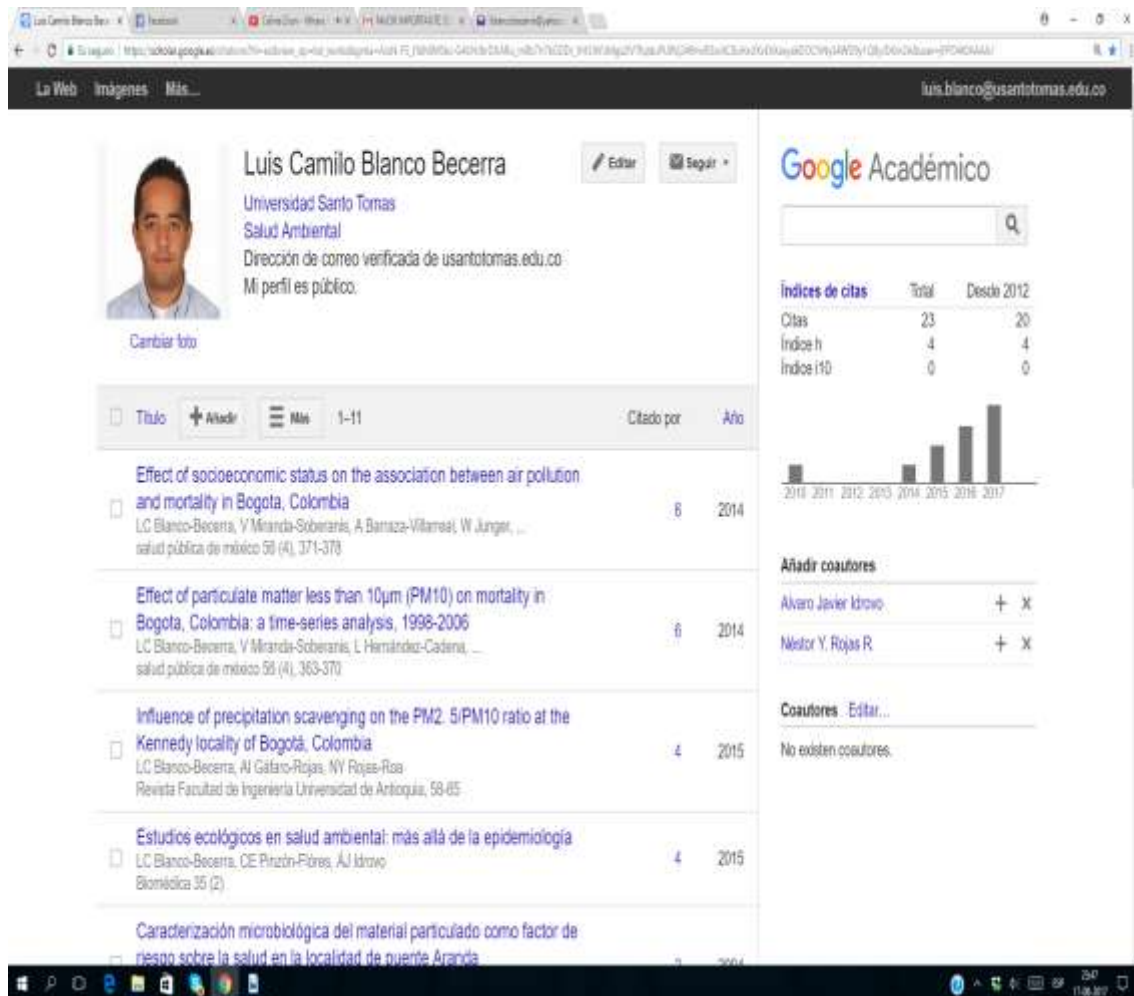 Facebook
La Web Imágenes Más...
luis.blanco@usantotomas.edu.co
Luis Camilo Blanco Becerra
Editar
Seguir
Universidad Santo Tomas
Salud Ambiental
Dirección de correo verificada de usantotomas.edu.co
Mi perfil es público.
Cambiar foto
Título Añadir Más 1–11 Citado por Año
Effect of socioeconomic status on the association between air pollution
and mortality in Bogota, Colombia
LC Blanco-Becerra, V Miranda-Soberanis, A Barraza-Villarreal, W Junger, ...
salud pública de méxico 56 (4), 371-378
6 2014
Effect of particulate matter less than 10µm (PM10) on mortality in
Bogota, Colombia: a time-series analysis, 1998-2006
LC Blanco-Becerra, V Miranda-Soberanis, L Hernández-Cadena, ...
salud pública de méxico 56 (4), 363-370
6 2014
Influence of precipitation scavenging on the PM2. 5/PM10 ratio at the
Kennedy locality of Bogotá, Colombia
LC Blanco-Becerra, AI Gáfaro-Rojas, NY Rojas-Roa
Revista Facultad de Ingeniería Universidad de Antioquia, 58-65
4 2015
Estudios ecológicos en salud ambiental: más allá de la epidemiología
LC Blanco-Becerra, CE Pinzón-Flórez, ÁJ Idrovo
Biomédica 35 (2)
4 2015
Caracterización microbiológica del material particulado como factor de
riesgo sobre la salud en la localidad de puente Aranda
Google Académico
Índices de citas Total Desde 2012
Citas 23 20
Índice h 4 4
Índice i10 0 0
2010 2011 2012 2013 2014 2015 2016 2017
Añadir coautores
Alvaro Javier Idrovo
Néstor Y. Rojas R.
Coautores Editar...
No existen coautores.